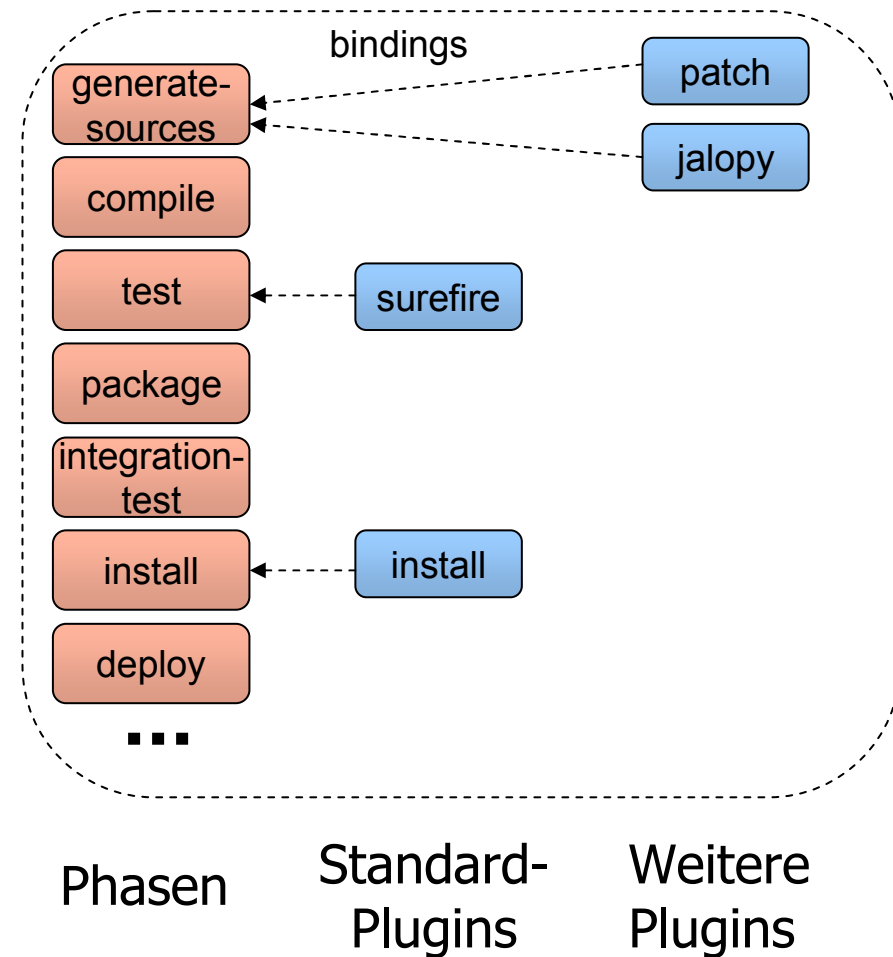 bindings
generate-
sources
patch
jalopy
compile
test
surefire
package
integration-
test
install
install
deploy
...
Phasen
Standard-
Plugins
Weitere
Plugins